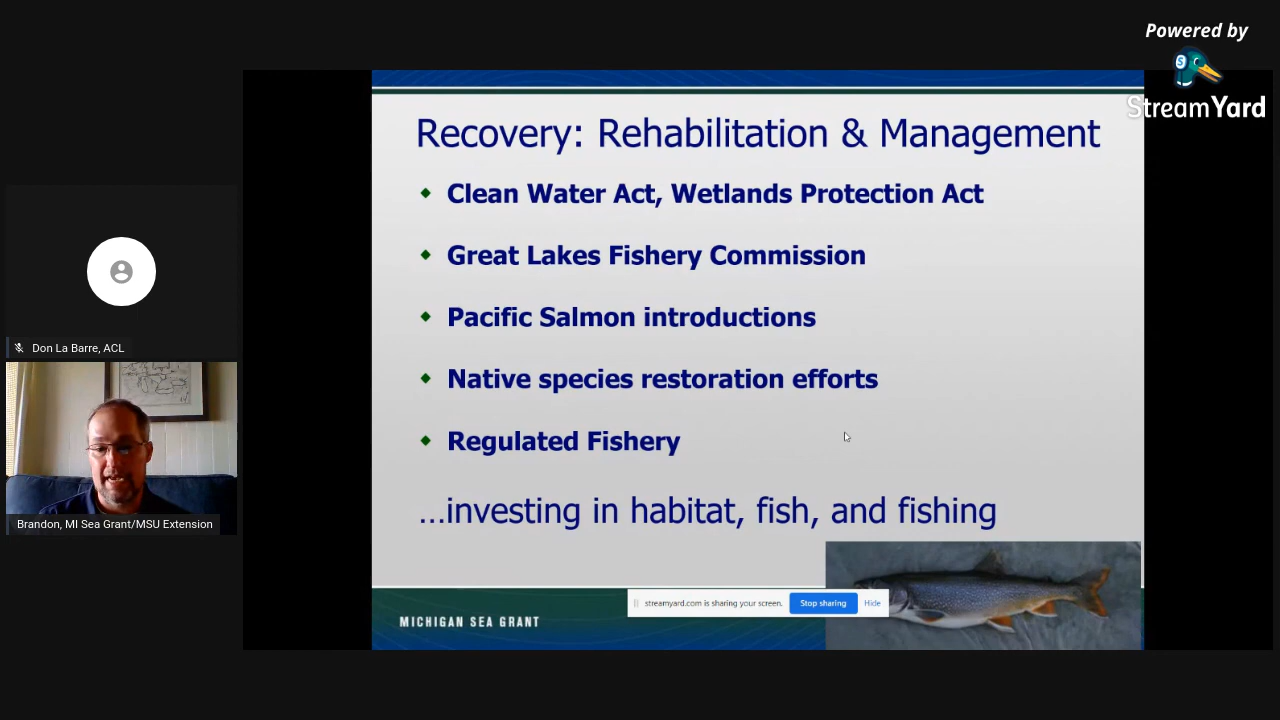 Powered by
StreamYard
Recovery: Rehabilitation & Management
Clean Water Act, Wetlands Protection Act
Great Lakes Fishery Commission
Pacific Salmon introductions
Native species restoration efforts
Regulated Fishery
...investing in habitat, fish, and fishing
streamyard.com is sharing your screen.
Stop sharing
Hide
MICHIGAN SEA GRANT
Don La Barre, ACL
Brandon, MI Sea Grant/MSU Extension